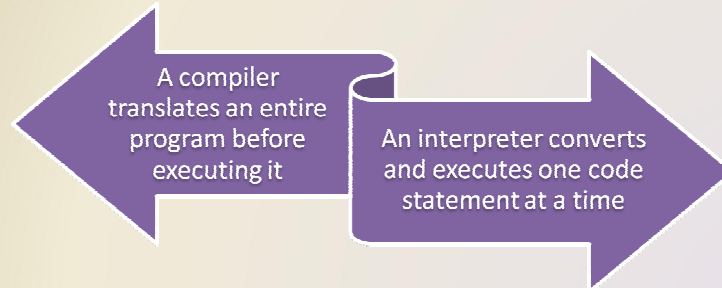 A compiler
translates an entire
program before
executing it
An interpreter converts
and executes one code
statement at a time